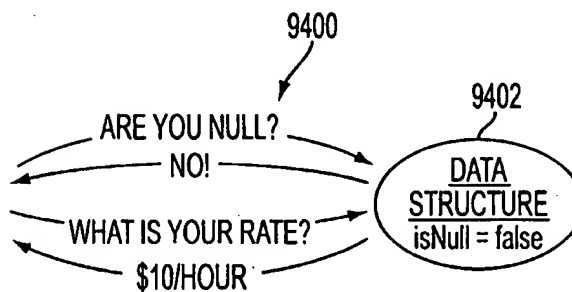 9400
9402
ARE YOU NULL?
NO!
WHAT IS YOUR RATE?
$10/HOUR
DATA
STRUCTURE
isNull = false